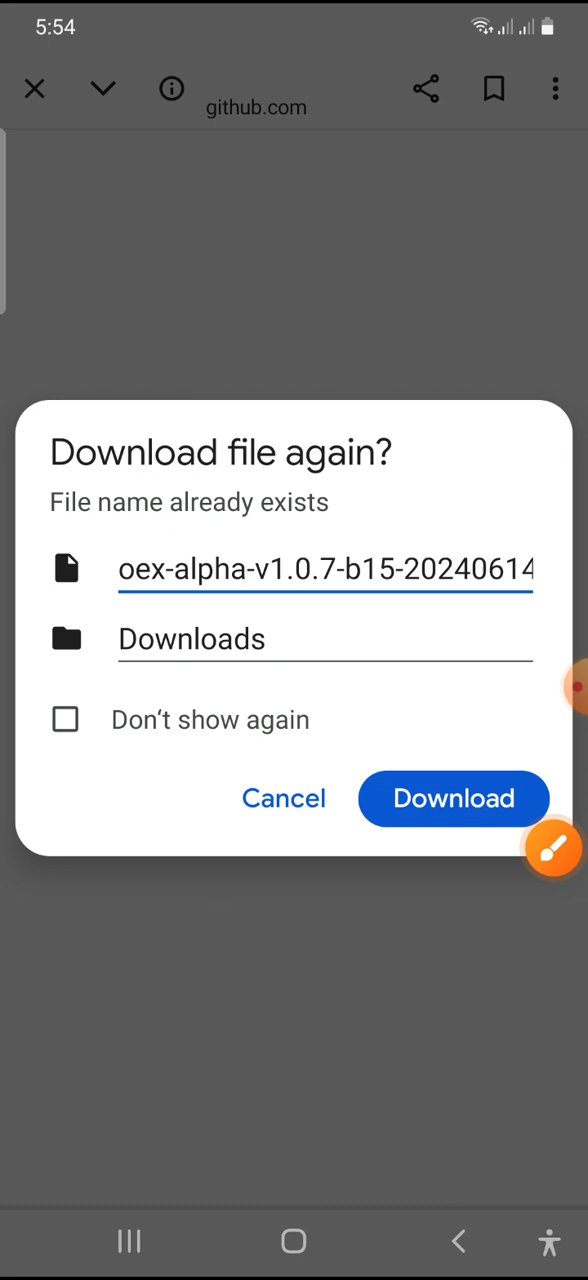 5:54
github.com
Download file again?
File name already exists
oex-alpha-v1.0.7-b15-20240614
Downloads
Don't show again
Cancel
Download